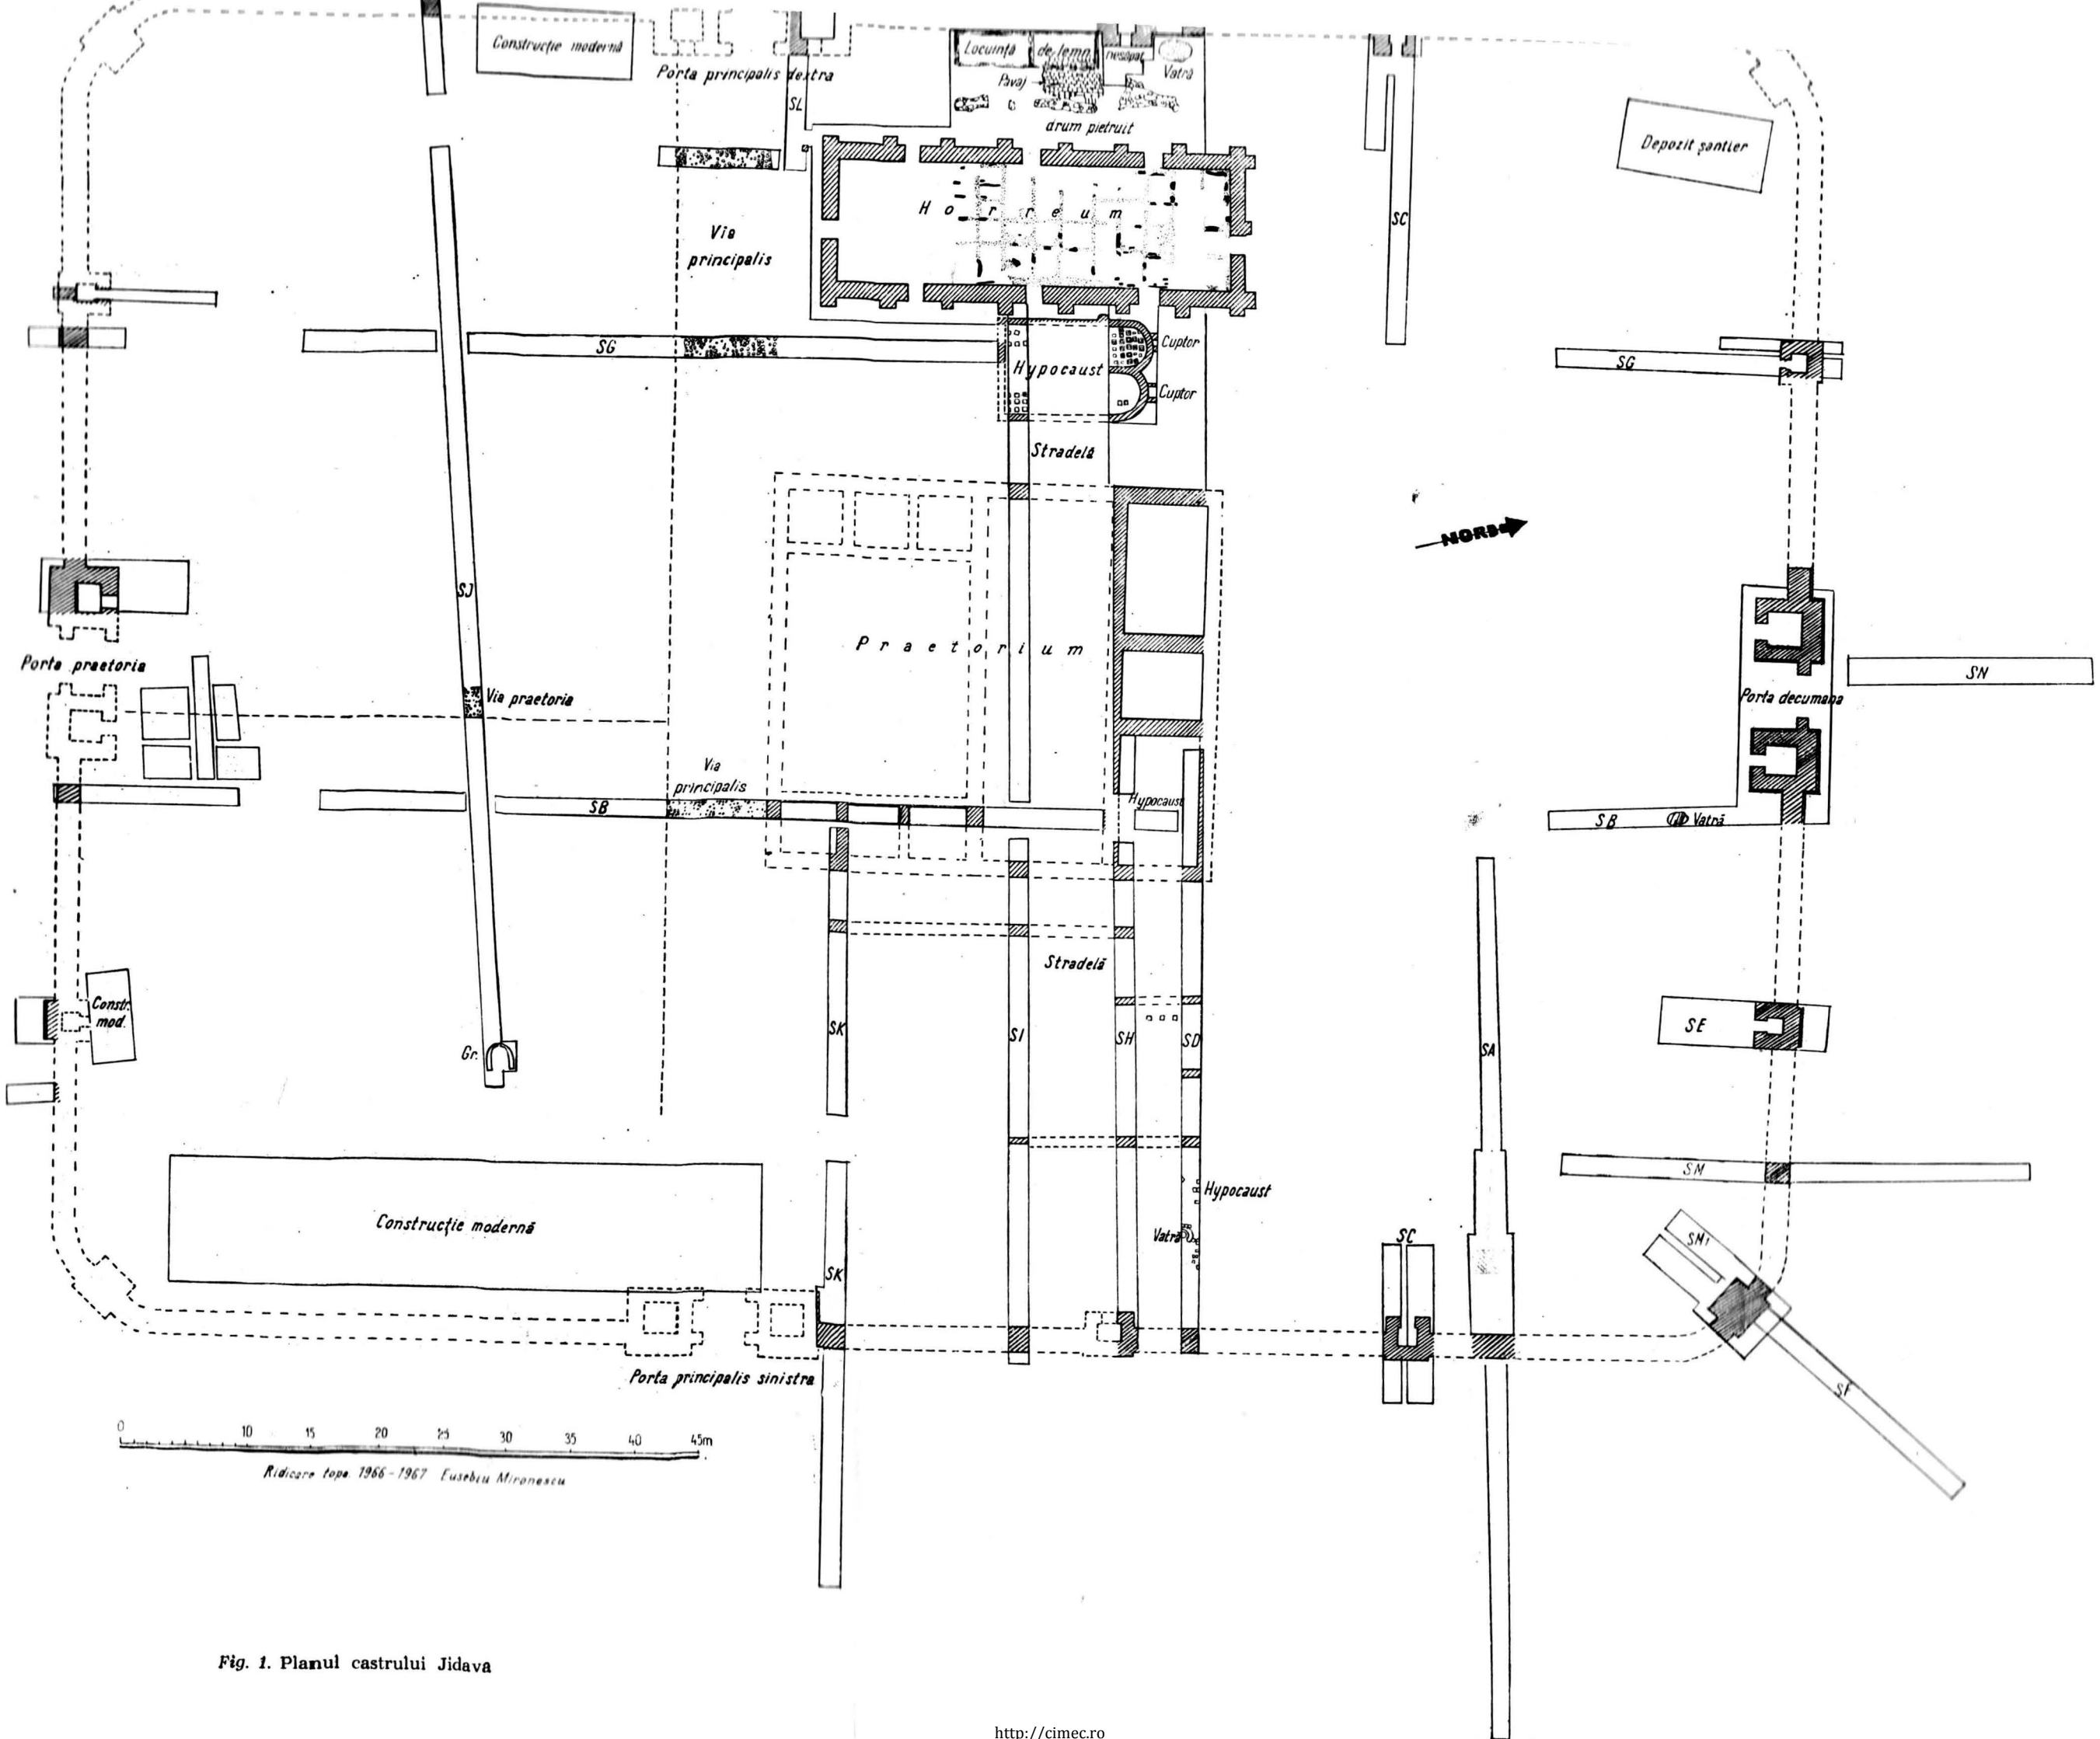 Construcție modernă
Porta principalis dextra
SL
Locuință
de lemn
nesăpat
Vatră
Pavaj
drum pietruit
Depozit șantier
Horreum
SC
Via
principalis
SG
Hypocaust
Cuptor
Cuptor
SG
Stradelă
NORD
SJ
Praetorium
Porta praetoria
Via praetoria
Porta decumana
SN
Via
principalis
SB
Hypocaust
SB
Vatră
Stradelă
Constr.
mod.
Gr.
SK
SI
SH
SD
SA
SE
SM
Hypocaust
Vatră
Construcție modernă
SK
SC
SM1
SF
Porta principalis sinistra
0 10 15 20 25 30 35 40 45m
Ridicare topo. 1966-1967 Eusebiu Mironescu
Fig. 1. Planul castrului Jidava
http://cimec.ro